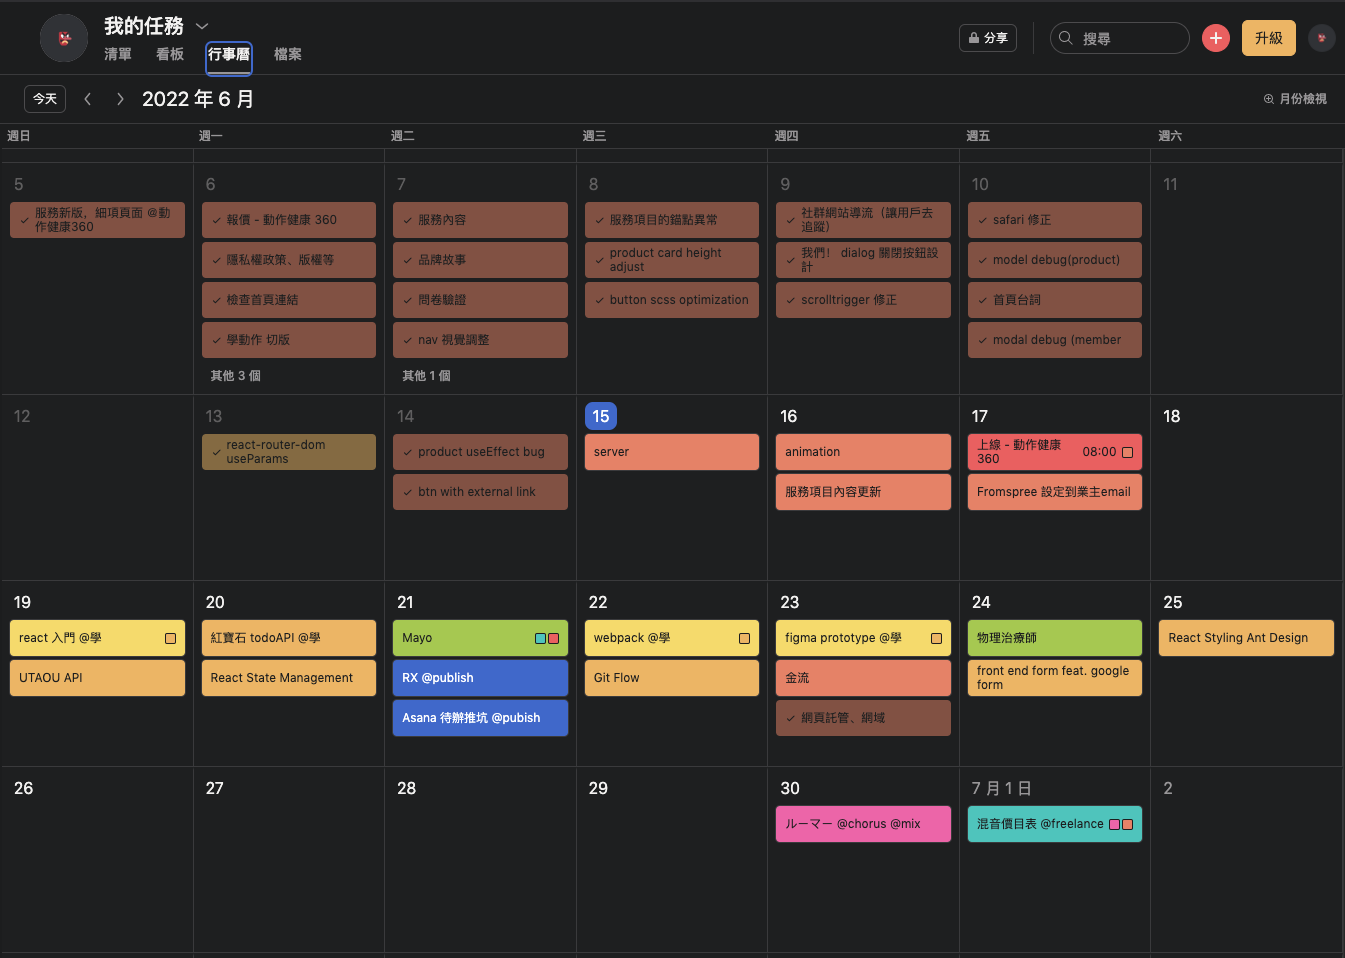 我的任務
清單 看板 行事曆 檔案
分享
搜尋
升級
今天
2022 年 6 月
月份檢視
週日 週一 週二 週三 週四 週五 週六
5
服務新版，細項頁面 @動
作健康360
6
報價 - 動作健康 360
隱私權政策、版權等
檢查首頁連結
學動作 切版
其他 3 個
7
服務內容
品牌故事
問卷驗證
nav 視覺調整
其他 1 個
8
服務項目的錨點異常
product card height
adjust
button scss optimization
9
社群網站導流（讓用戶去
追蹤）
我們！ dialog 關閉按鈕設
計
scrolltrigger 修正
10
safari 修正
model debug(product)
首頁台詞
modal debug (member
11
12
13
react-router-dom
useParams
14
product useEffect bug
btn with external link
15
server
16
animation
服務項目內容更新
17
上線 - 動作健康
360
08:00
Fromspree 設定到業主email
18
19
react 入門 @學
UTAOU API
20
紅寶石 todoAPI @學
React State Management
21
Mayo
RX @publish
Asana 待辦推坑 @pubish
22
webpack @學
Git Flow
23
figma prototype @學
金流
網頁託管、網域
24
物理治療師
front end form feat. google
form
25
React Styling Ant Design
26
27
28
29
30
ルーマー @chorus @mix
7 月 1 日
混音價目表 @freelance
2